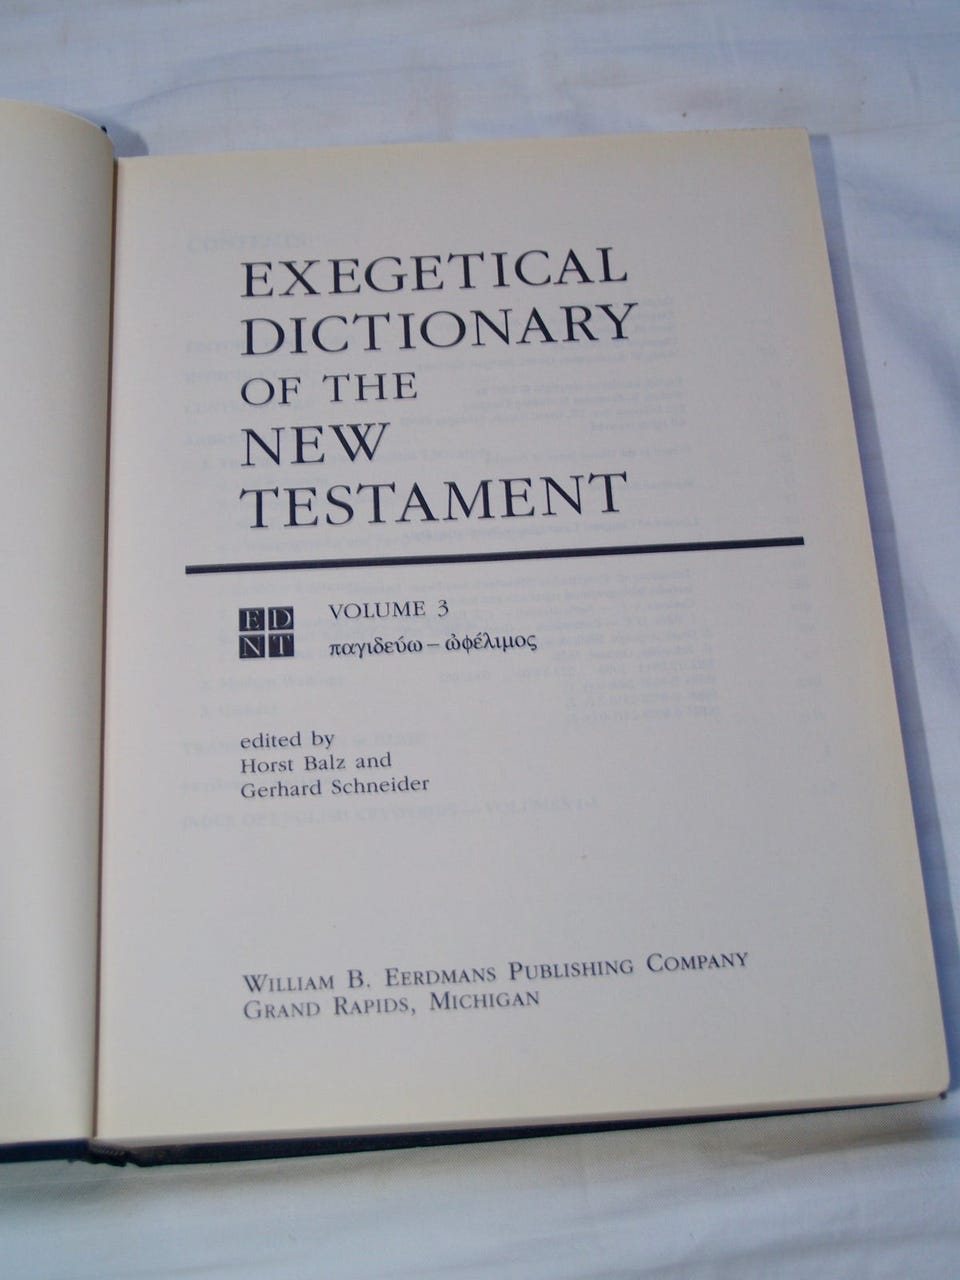 EXEGETICAL
DICTIONARY
OF THE
NEW
TESTAMENT
ED
NT
VOLUME 3
παγιδεύω – ὠφέλιμος
edited by
Horst Balz and
Gerhard Schneider
WILLIAM B. EERDMANS PUBLISHING COMPANY
GRAND RAPIDS, MICHIGAN